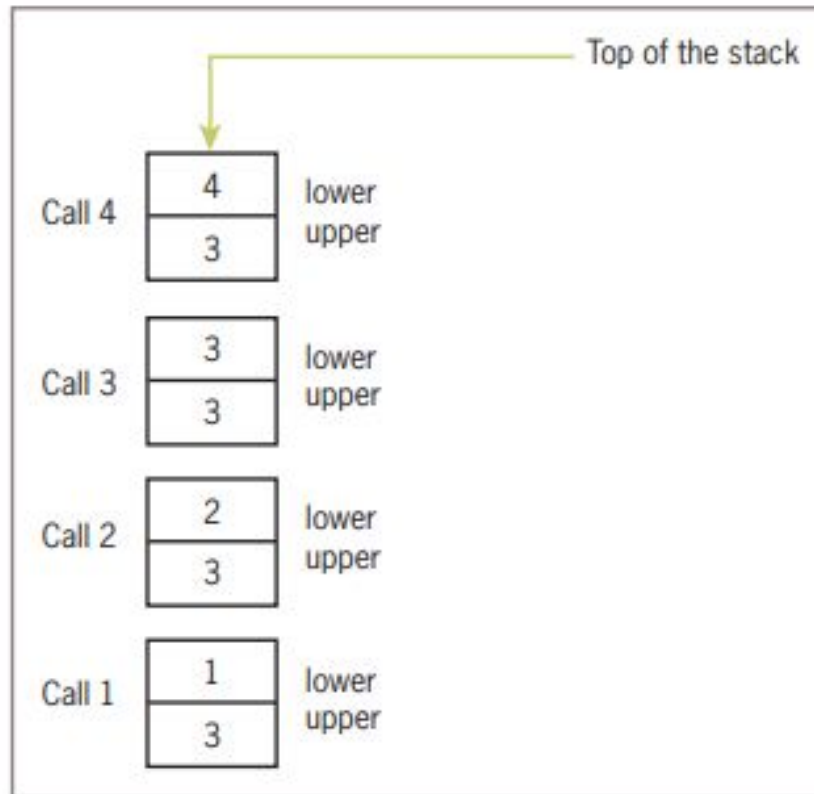 Top of the stack
Call 4
4
lower
3
upper
Call 3
3
lower
3
upper
Call 2
2
lower
3
upper
Call 1
1
lower
3
upper